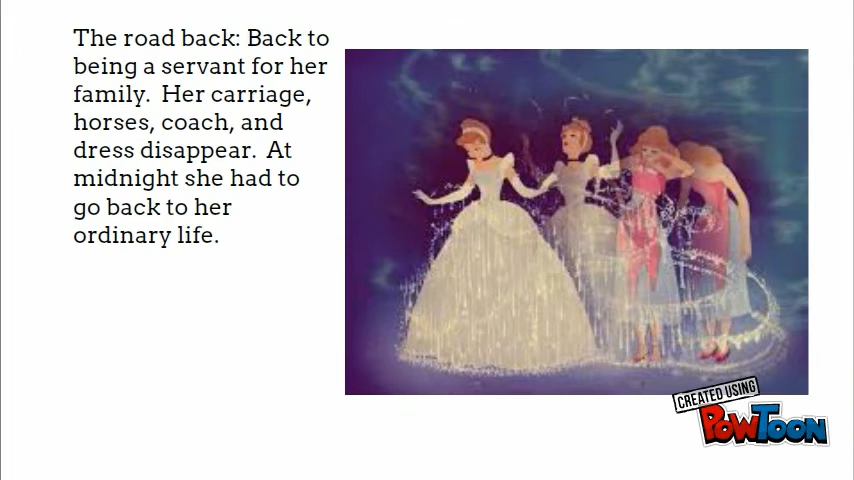 The road back: Back to
being a servant for her
family.  Her carriage,
horses, coach, and
dress disappear.  At
midnight she had to
go back to her
ordinary life.
CREATED USING
POWTOON